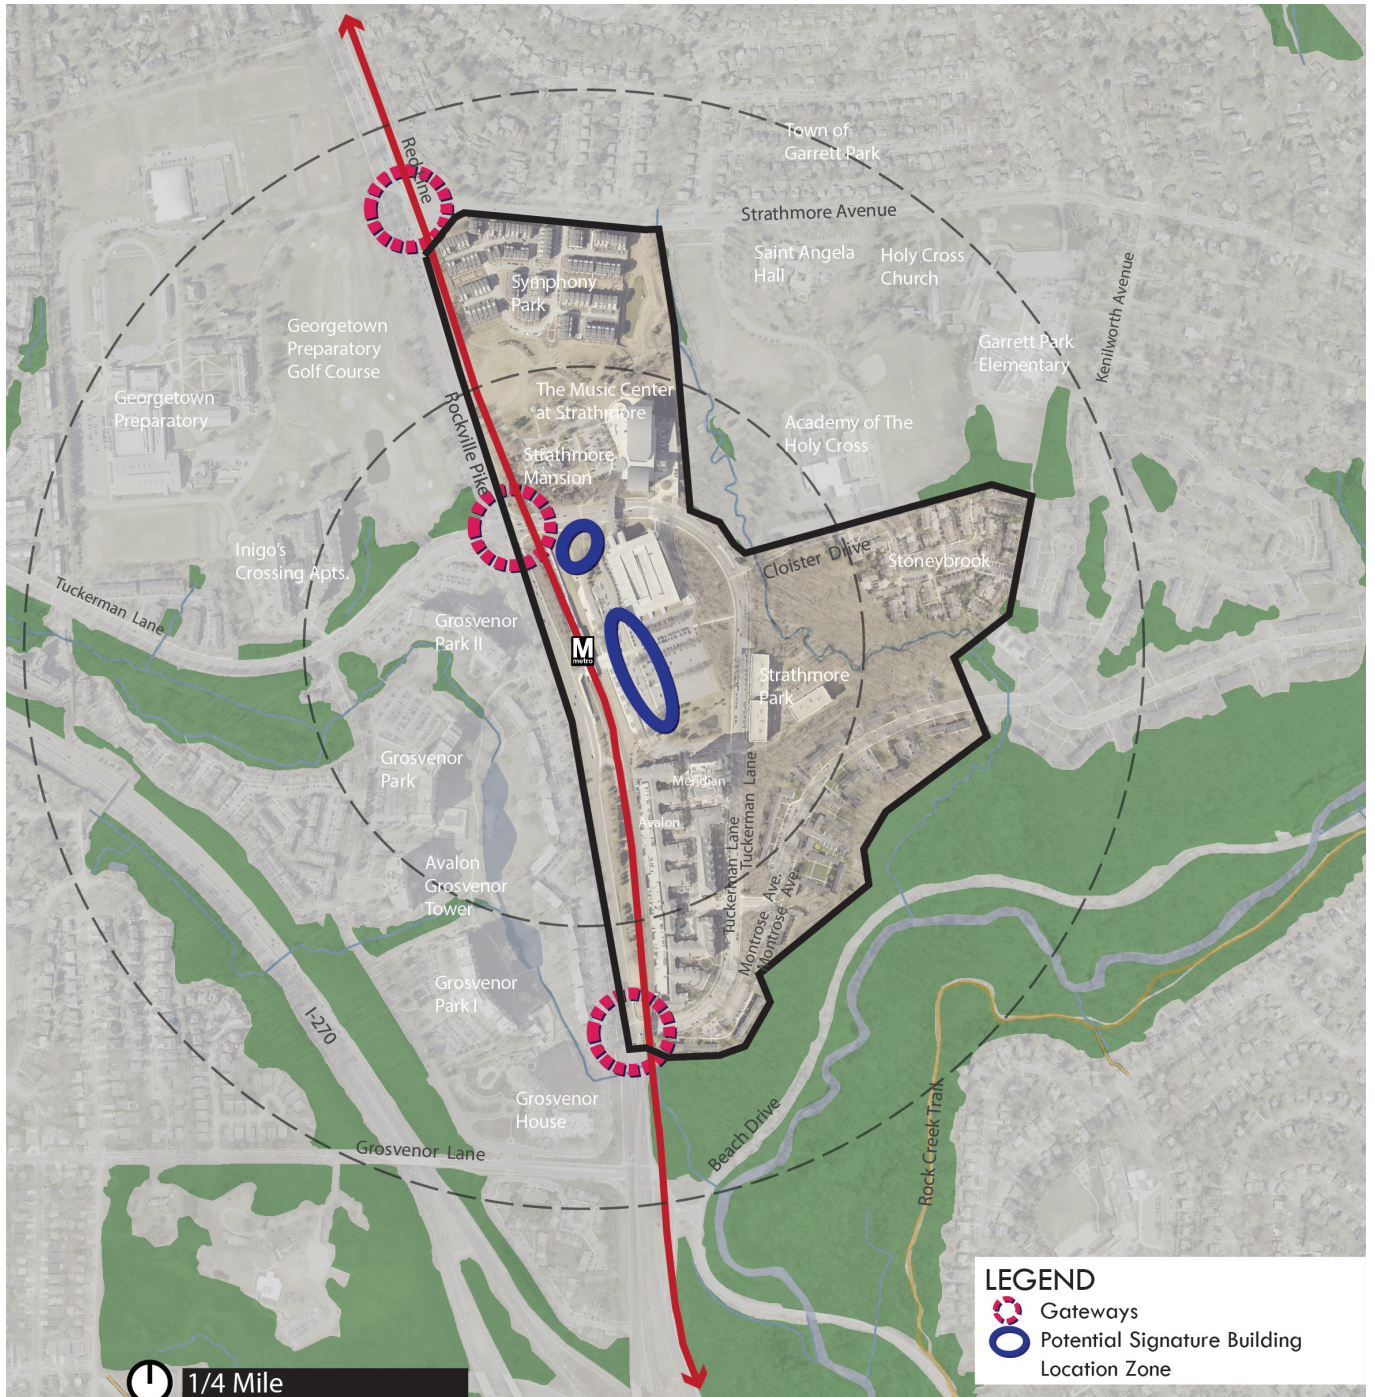 Town of
Garrett Park
Red Line
Strathmore Avenue
Saint Angela
Hall
Holy Cross
Church
Kenilworth Avenue
Symphony
Park
Georgetown
Preparatory
Golf Course
Garrett Park
Elementary
Georgetown
Preparatory
The Music Center
at Strathmore
Rockville Pike
Academy of The
Holy Cross
Strathmore
Mansion
Inigo's
Crossing Apts.
Cloister Drive
Stoneybrook
Tuckerman Lane
Grosvenor
Park II
M
metro
Strathmore
Park
Grosvenor
Park
Meridian
Avalon
Tuckerman Lane
Tuckerman Lane
Avalon
Grosvenor
Tower
Montrose Ave.
Montrose Ave.
Grosvenor
Park I
I-270
Grosvenor
House
Beach Drive
Rock Creek Trail
Grosvenor Lane
LEGEND
Gateways
Potential Signature Building
Location Zone
1/4 Mile